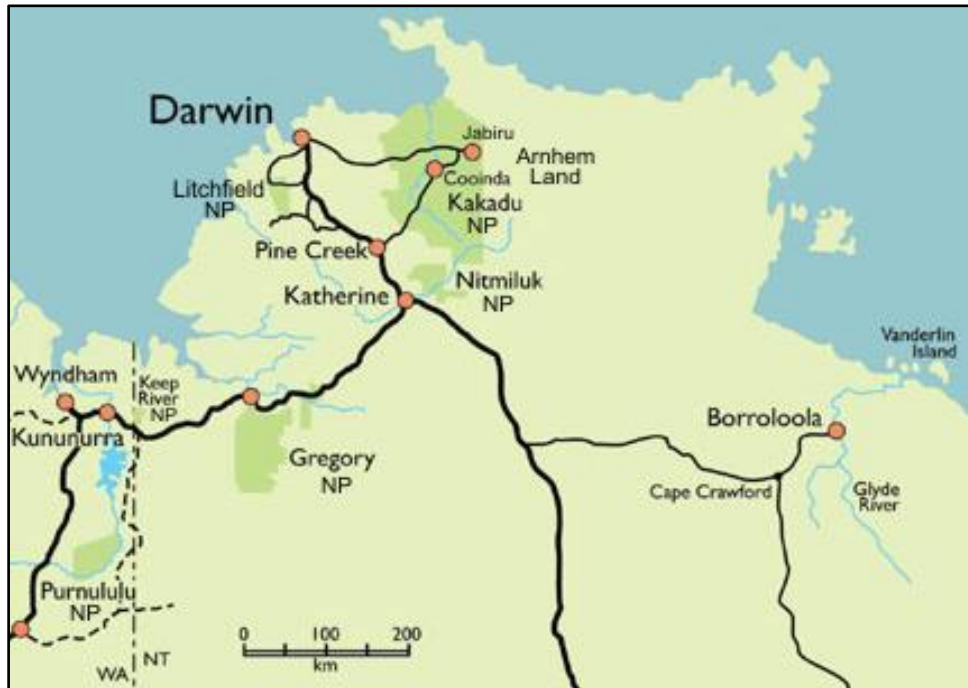 Darwin
Jabiru
Arnhem
Land
Cooinda
Litchfield
NP
Kakadu
NP
Pine Creek
Nitmiluk
NP
Katherine
Vanderlin
Island
Wyndham
Keep
River
NP
Kununurra
Borroloola
Gregory
NP
Cape Crawford
Glyde
River
Purnululu
NP
0 100 200
km
WA NT